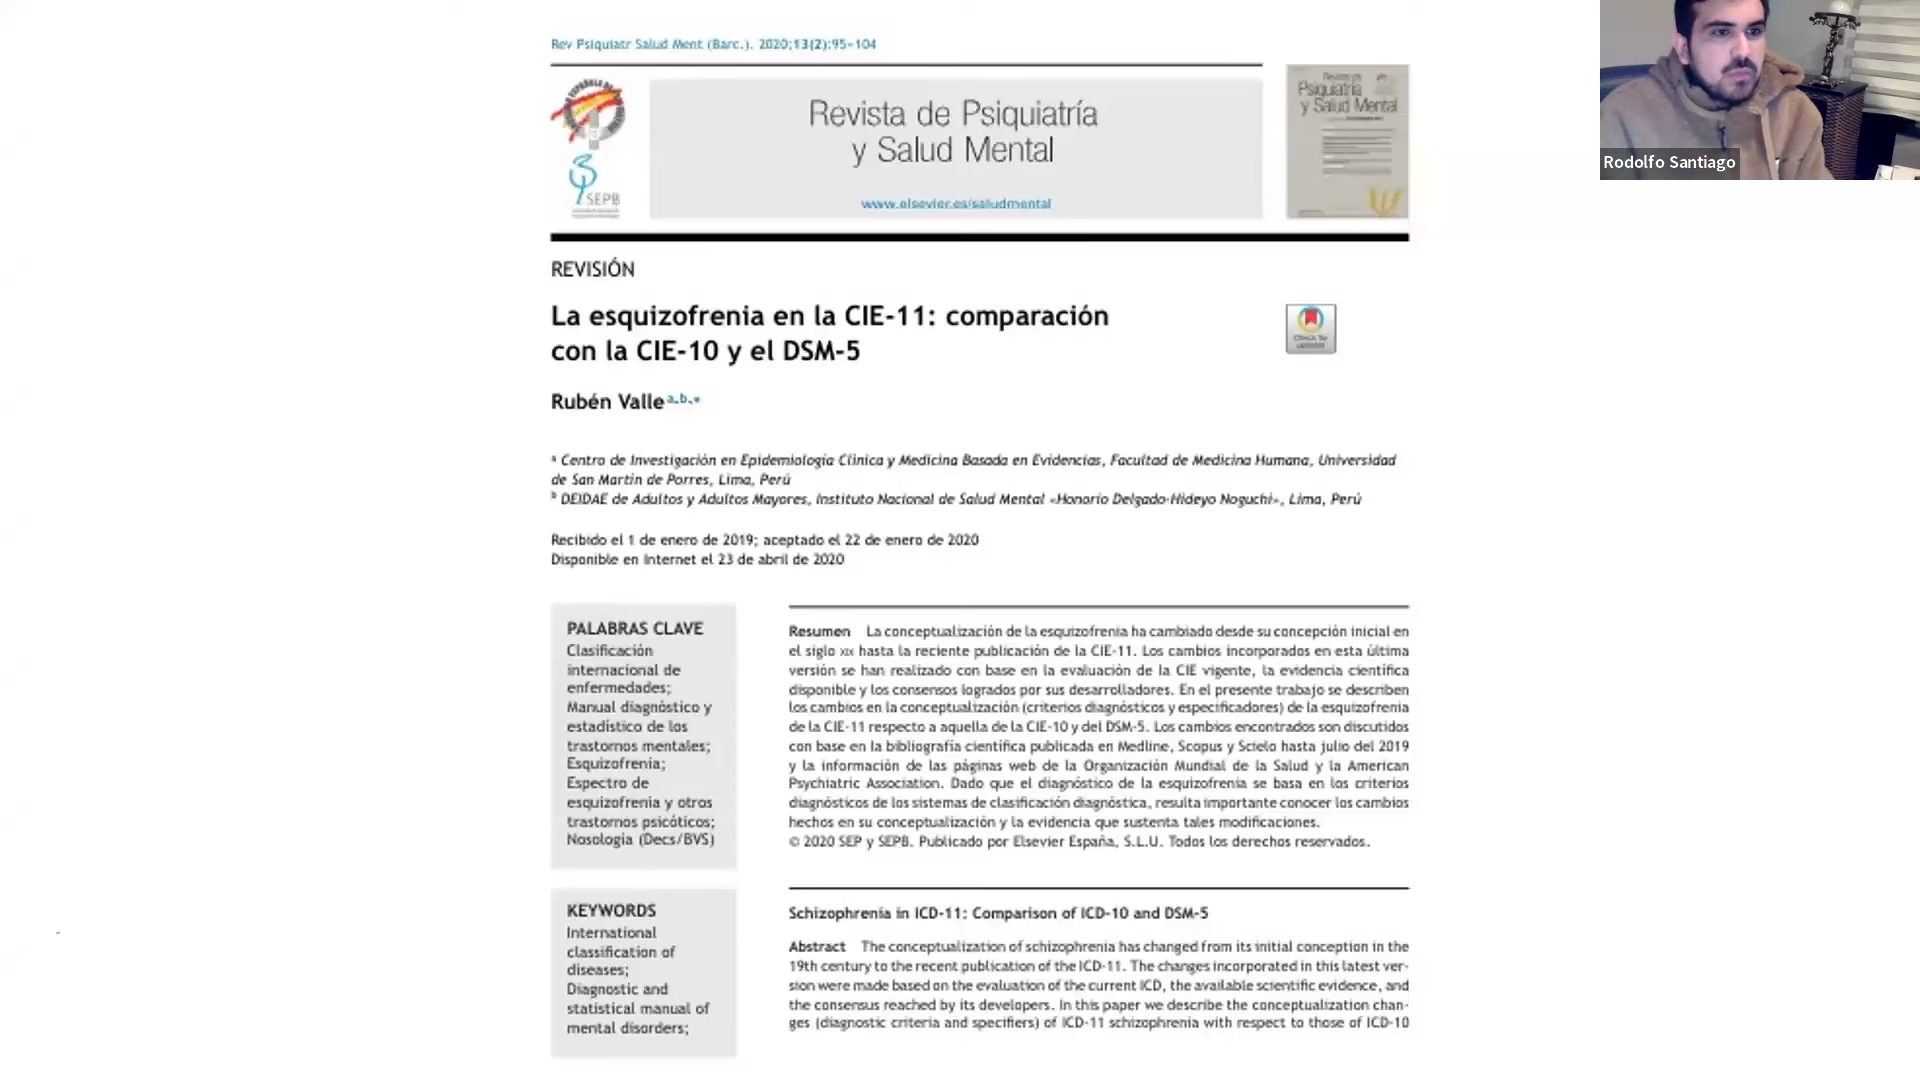 Rev Psiquiatr Salud Ment (Barc.). 2020;13(2):95-104
Revista de Psiquiatría
y Salud Mental
www.elsevier.es/saludmental
SEPB
Revista de
Psiquiatría
y Salud Mental
Rodolfo Santiago
REVISIÓN
La esquizofrenia en la CIE-11: comparación
con la CIE-10 y el DSM-5
Check for
updates
Rubén Valle a,b,*
a Centro de Investigación en Epidemiología Clínica y Medicina Basada en Evidencias, Facultad de Medicina Humana, Universidad
de San Martín de Porres, Lima, Perú
b DEIDAE de Adultos y Adultos Mayores, Instituto Nacional de Salud Mental «Honorio Delgado-Hideyo Noguchi», Lima, Perú
Recibido el 1 de enero de 2019; aceptado el 22 de enero de 2020
Disponible en Internet el 23 de abril de 2020
PALABRAS CLAVE
Clasificación
internacional de
enfermedades;
Manual diagnóstico y
estadístico de los
trastornos mentales;
Esquizofrenia;
Espectro de
esquizofrenia y otros
trastornos psicóticos;
Nosología (Decs/BVS)
Resumen La conceptualización de la esquizofrenia ha cambiado desde su concepción inicial en
el siglo XIX hasta la reciente publicación de la CIE-11. Los cambios incorporados en esta última
versión se han realizado con base en la evaluación de la CIE vigente, la evidencia científica
disponible y los consensos logrados por sus desarrolladores. En el presente trabajo se describen
los cambios en la conceptualización (criterios diagnósticos y especificadores) de la esquizofrenia
de la CIE-11 respecto a aquella de la CIE-10 y del DSM-5. Los cambios encontrados son discutidos
con base en la bibliografía científica publicada en Medline, Scopus y Scielo hasta julio del 2019
y la información de las páginas web de la Organización Mundial de la Salud y la American
Psychiatric Association. Dado que el diagnóstico de la esquizofrenia se basa en los criterios
diagnósticos de los sistemas de clasificación diagnóstica, resulta importante conocer los cambios
hechos en su conceptualización y la evidencia que sustenta tales modificaciones.
© 2020 SEP y SEPB. Publicado por Elsevier España, S.L.U. Todos los derechos reservados.
KEYWORDS
International
classification of
diseases;
Diagnostic and
statistical manual of
mental disorders;
Schizophrenia in ICD-11: Comparison of ICD-10 and DSM-5
Abstract The conceptualization of schizophrenia has changed from its initial conception in the
19th century to the recent publication of the ICD-11. The changes incorporated in this latest ver-
sion were made based on the evaluation of the current ICD, the available scientific evidence, and
the consensus reached by its developers. In this paper we describe the conceptualization chan-
ges (diagnostic criteria and specifiers) of ICD-11 schizophrenia with respect to those of ICD-10